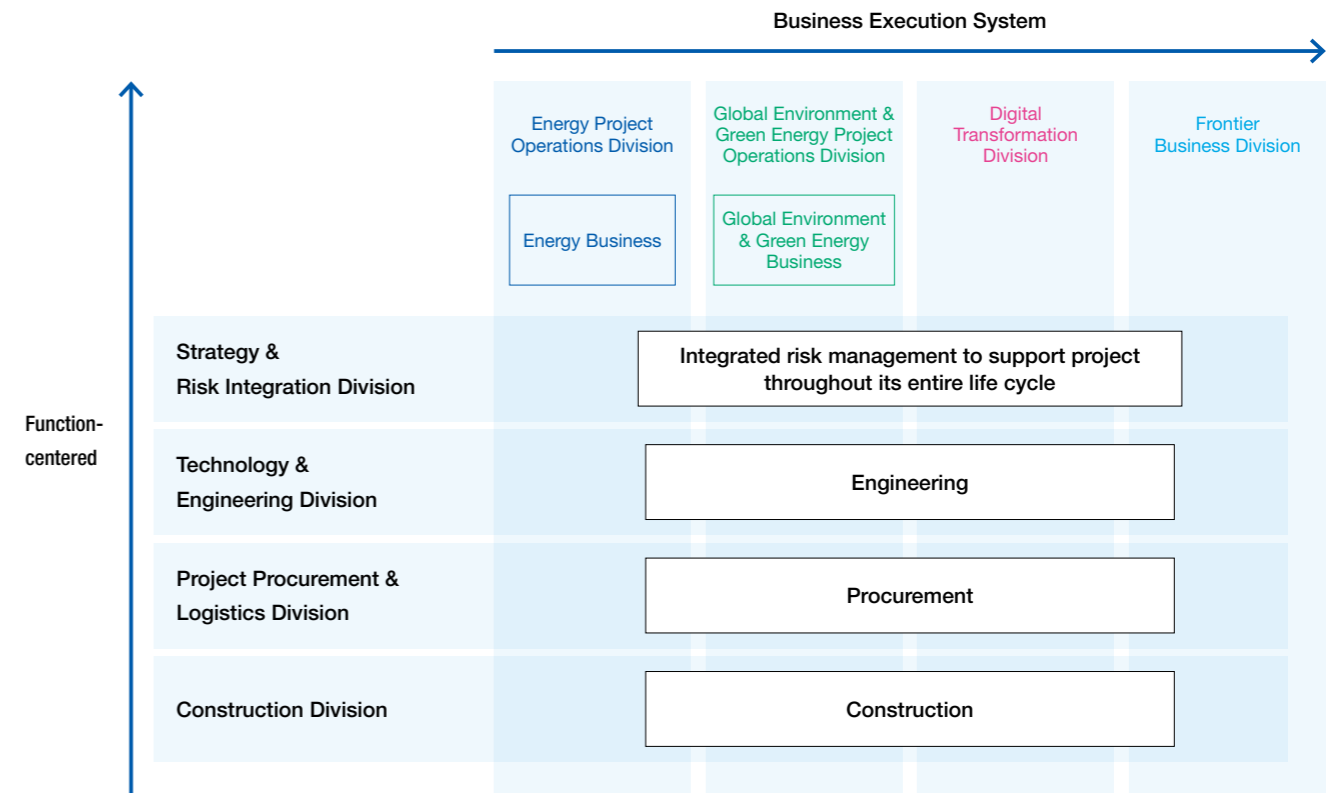 Business Execution System
Energy Project
Operations Division
Global Environment &
Green Energy Project
Operations Division
Digital
Transformation
Division
Frontier
Business Division
Energy Business
Global Environment
& Green Energy
Business
Function-
centered
Strategy &
Risk Integration Division
Integrated risk management to support project
throughout its entire life cycle
Technology &
Engineering Division
Engineering
Project Procurement &
Logistics Division
Procurement
Construction Division
Construction